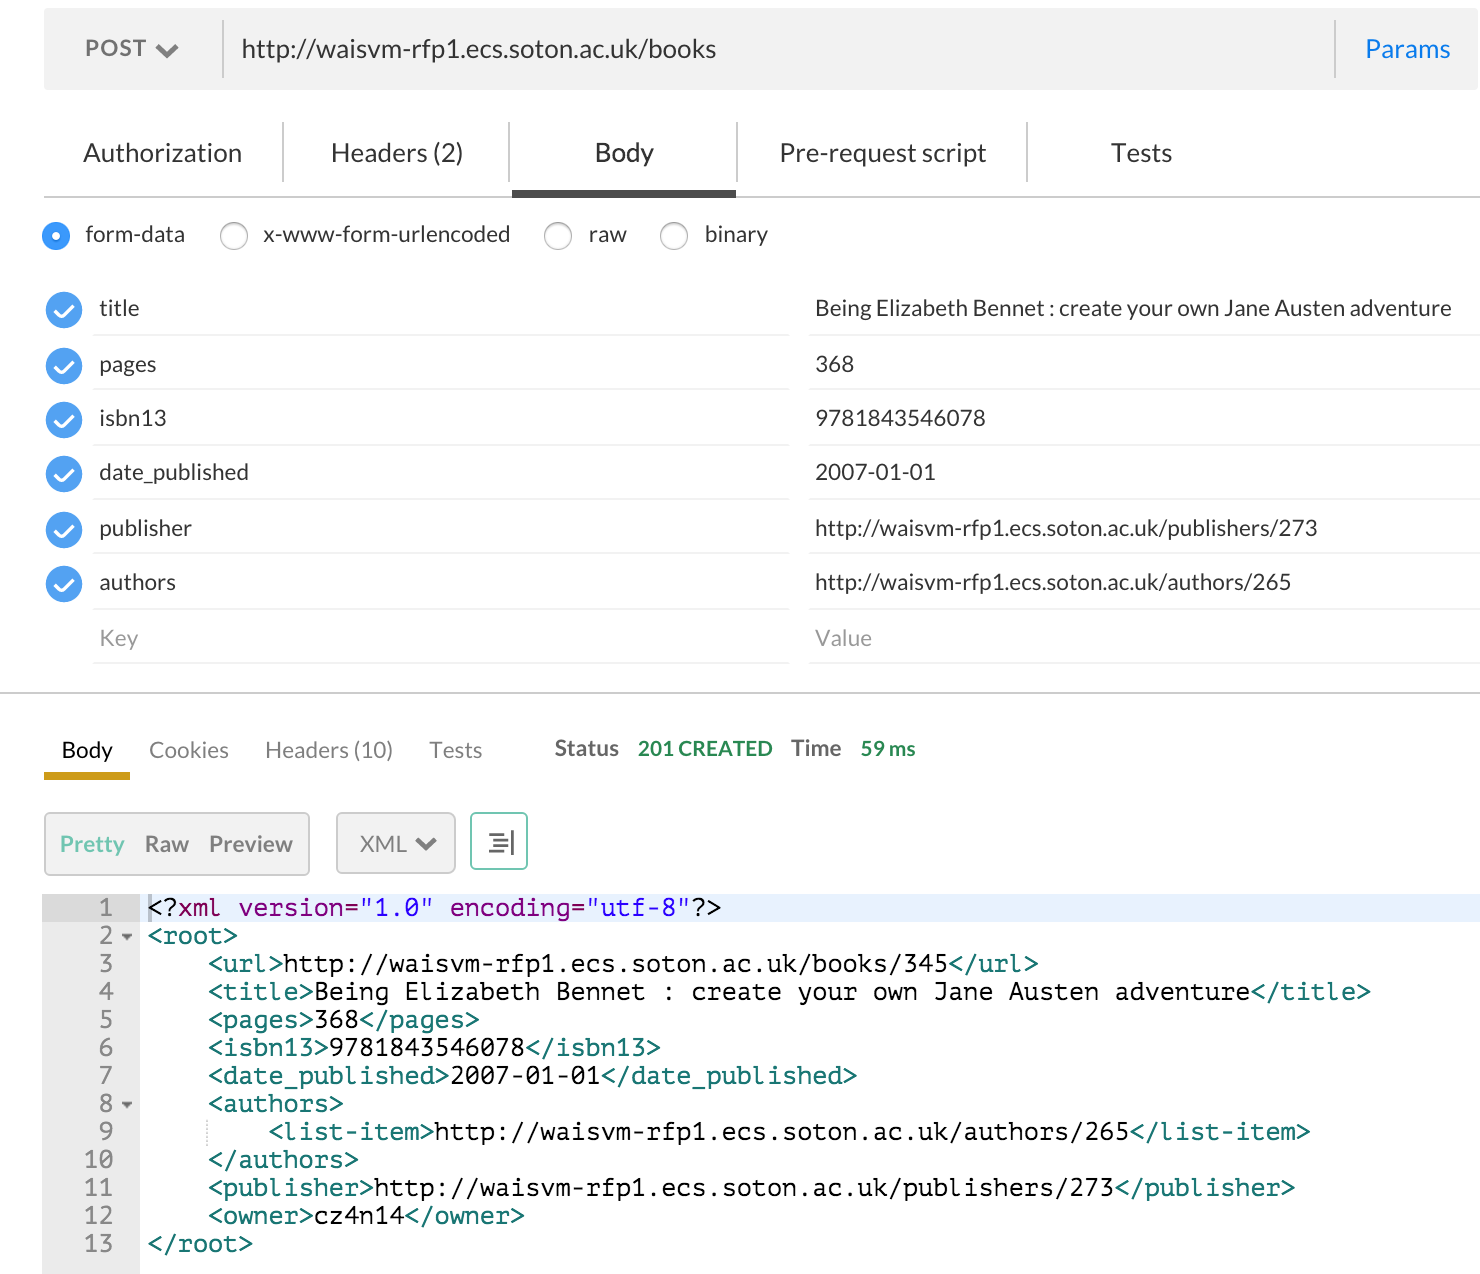 POST http://waisvm-rfp1.ecs.soton.ac.uk/books Params
Authorization Headers (2) Body Pre-request script Tests
form-data x-www-form-urlencoded raw binary
title Being Elizabeth Bennet : create your own Jane Austen adventure
pages 368
isbn13 9781843546078
date_published 2007-01-01
publisher http://waisvm-rfp1.ecs.soton.ac.uk/publishers/273
authors http://waisvm-rfp1.ecs.soton.ac.uk/authors/265
Key Value
Body Cookies Headers (10) Tests Status 201 CREATED Time 59 ms
Pretty Raw Preview XML
1 <?xml version="1.0" encoding="utf-8"?>
2 <root>
3 <url>http://waisvm-rfp1.ecs.soton.ac.uk/books/345</url>
4 <title>Being Elizabeth Bennet : create your own Jane Austen adventure</title>
5 <pages>368</pages>
6 <isbn13>9781843546078</isbn13>
7 <date_published>2007-01-01</date_published>
8 <authors>
9 <list-item>http://waisvm-rfp1.ecs.soton.ac.uk/authors/265</list-item>
10 </authors>
11 <publisher>http://waisvm-rfp1.ecs.soton.ac.uk/publishers/273</publisher>
12 <owner>cz4n14</owner>
13 </root>